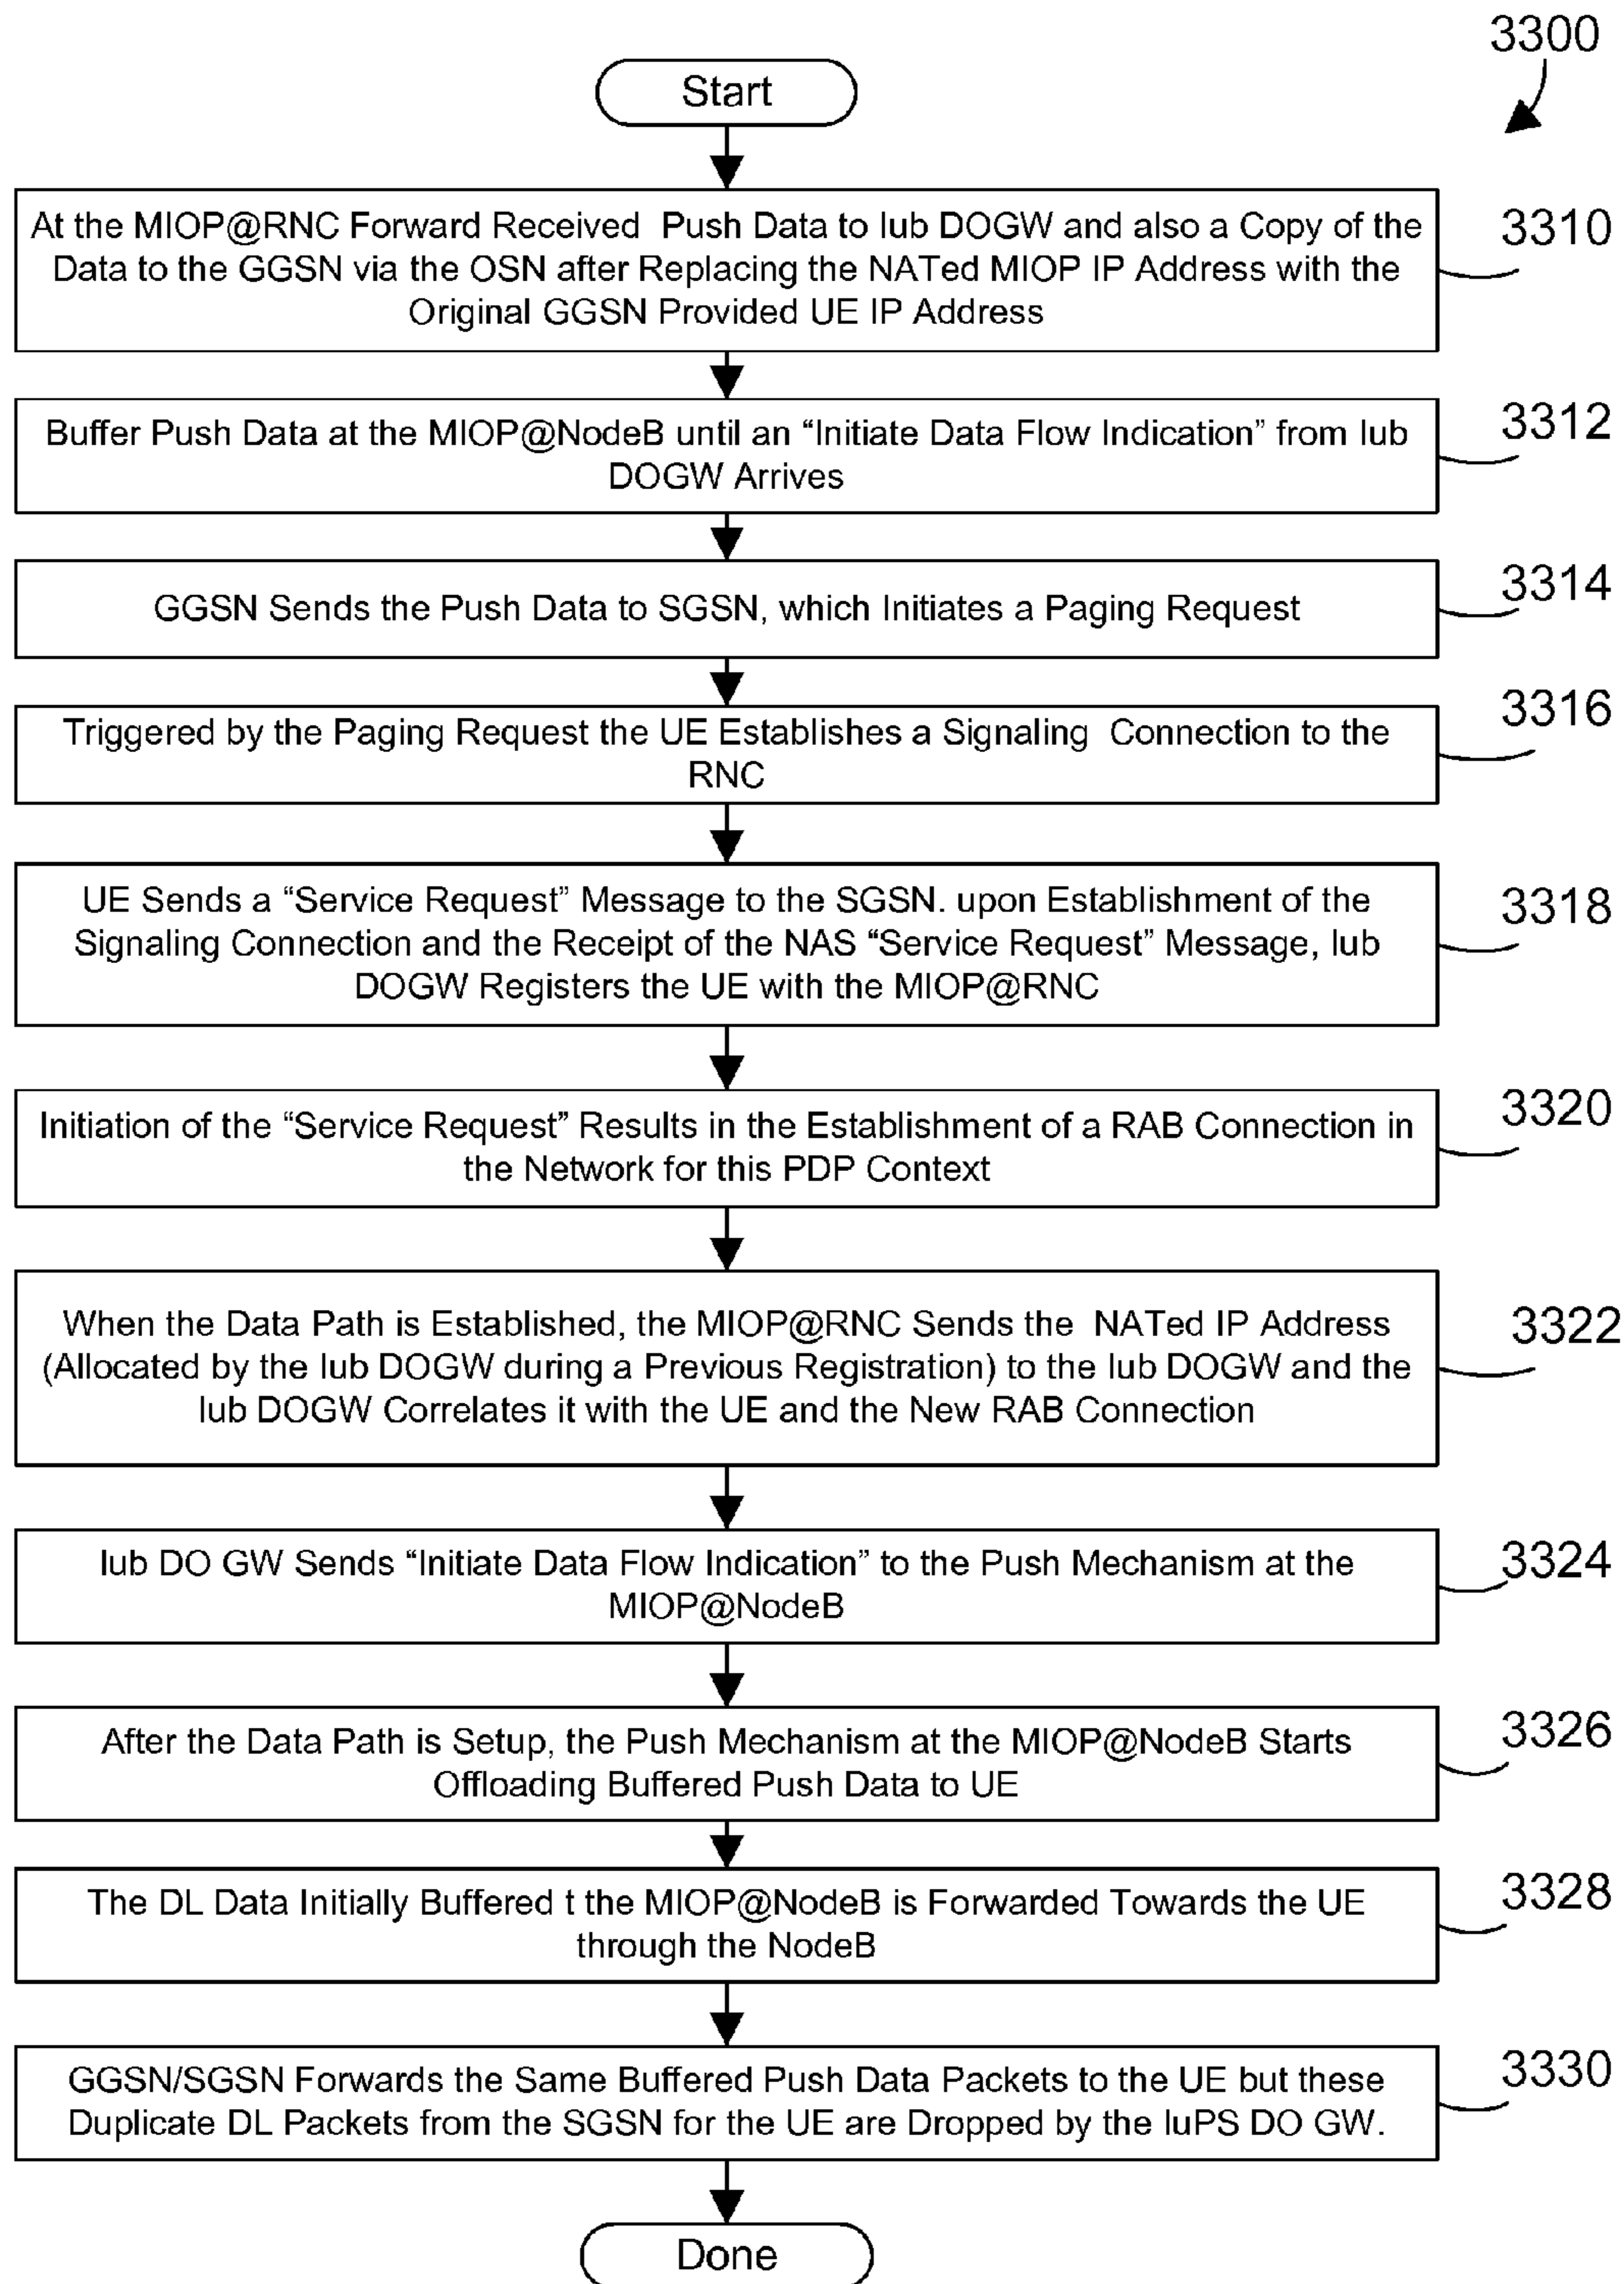 3300
Start
At the MIOP@RNC Forward Received Push Data to Iub DOGW and also a Copy of the
Data to the GGSN via the OSN after Replacing the NATed MIOP IP Address with the
Original GGSN Provided UE IP Address
3310
Buffer Push Data at the MIOP@NodeB until an “Initiate Data Flow Indication” from Iub
DOGW Arrives
3312
GGSN Sends the Push Data to SGSN, which Initiates a Paging Request
3314
Triggered by the Paging Request the UE Establishes a Signaling Connection to the
RNC
3316
UE Sends a “Service Request” Message to the SGSN. upon Establishment of the
Signaling Connection and the Receipt of the NAS “Service Request” Message, Iub
DOGW Registers the UE with the MIOP@RNC
3318
Initiation of the “Service Request” Results in the Establishment of a RAB Connection in
the Network for this PDP Context
3320
When the Data Path is Established, the MIOP@RNC Sends the NATed IP Address
(Allocated by the Iub DOGW during a Previous Registration) to the Iub DOGW and the
Iub DOGW Correlates it with the UE and the New RAB Connection
3322
Iub DO GW Sends “Initiate Data Flow Indication” to the Push Mechanism at the
MIOP@NodeB
3324
After the Data Path is Setup, the Push Mechanism at the MIOP@NodeB Starts
Offloading Buffered Push Data to UE
3326
The DL Data Initially Buffered t the MIOP@NodeB is Forwarded Towards the UE
through the NodeB
3328
GGSN/SGSN Forwards the Same Buffered Push Data Packets to the UE but these
Duplicate DL Packets from the SGSN for the UE are Dropped by the IuPS DO GW.
3330
Done